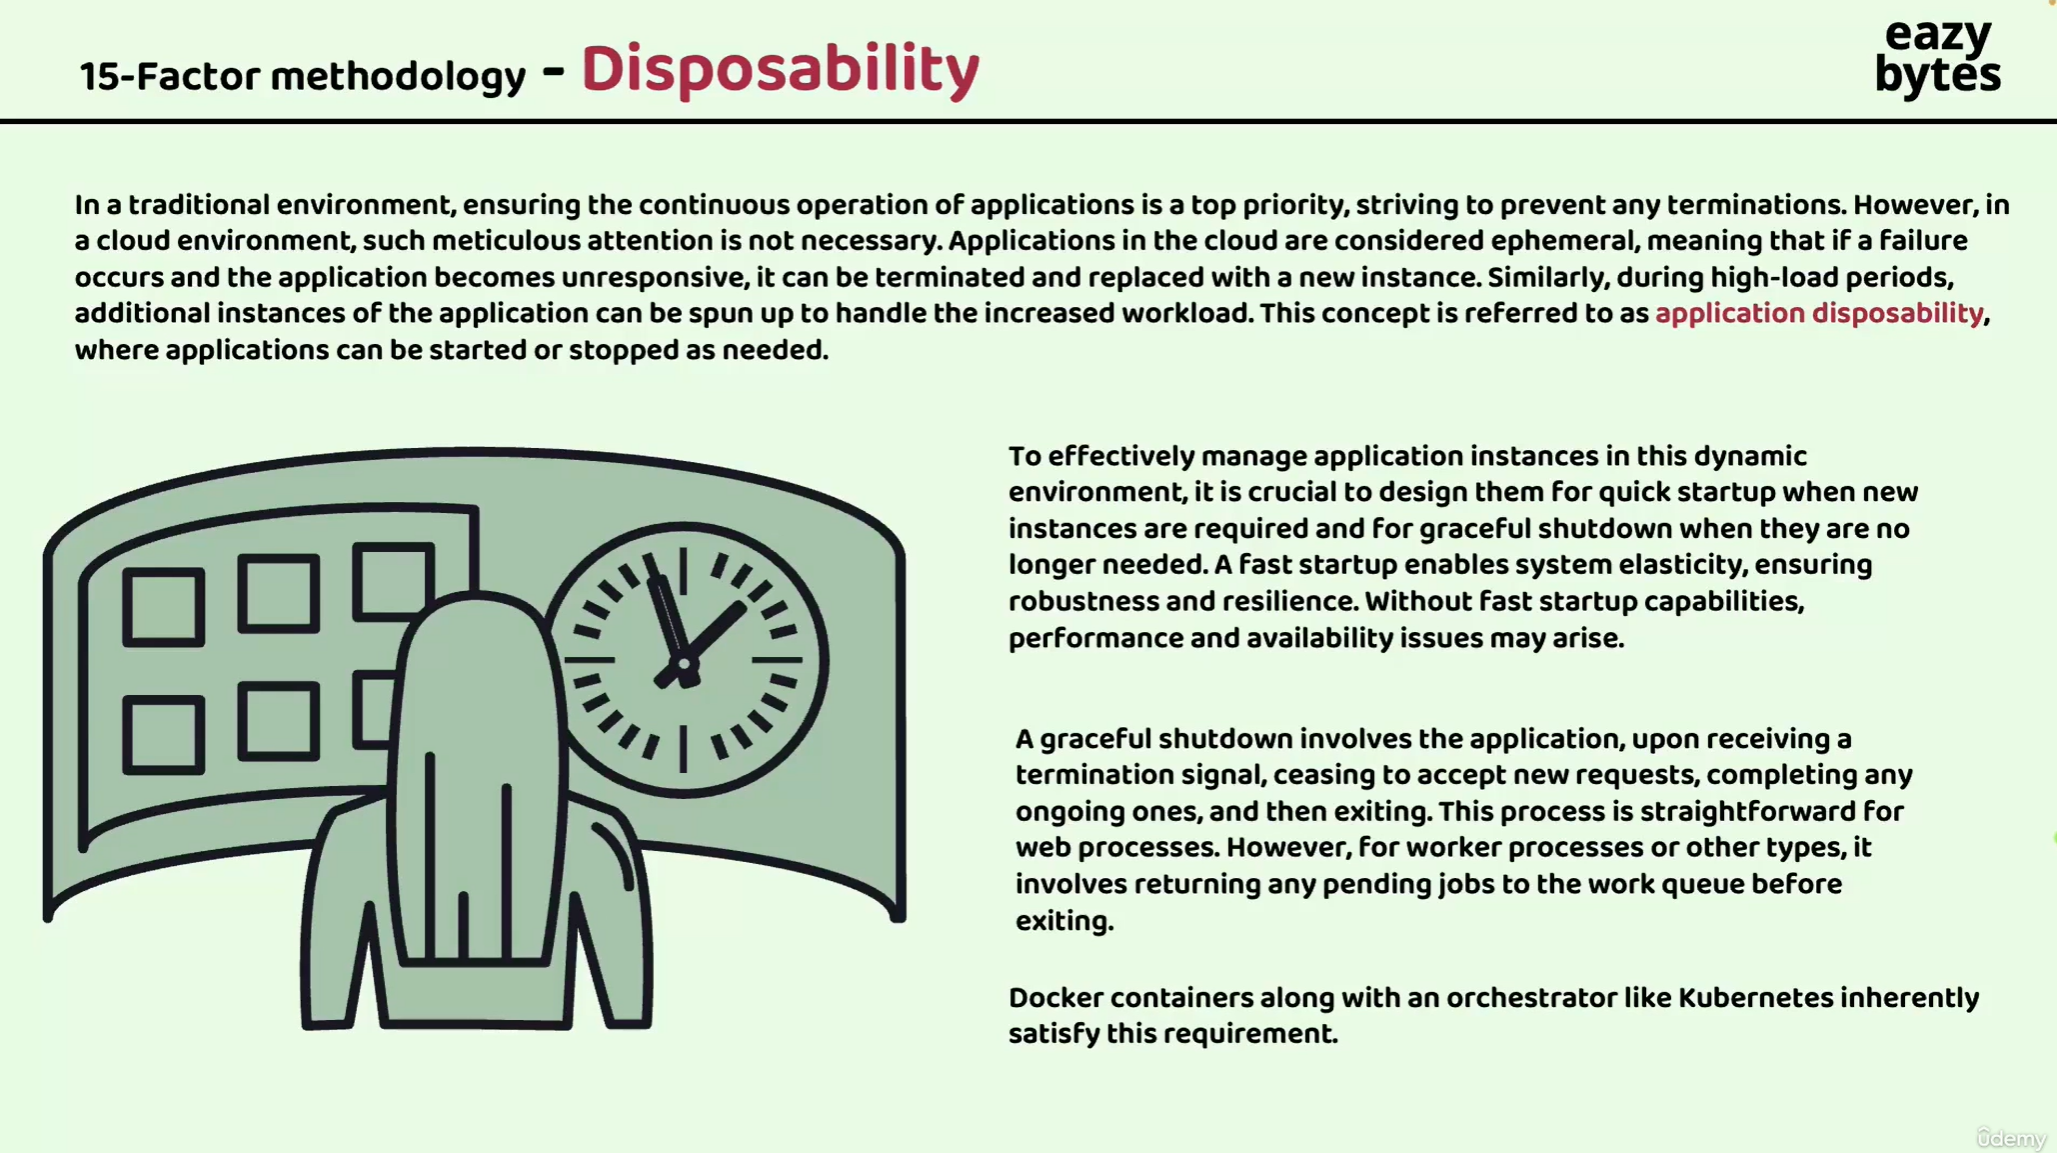 15-Factor methodology - Disposability
eazy
bytes
In a traditional environment, ensuring the continuous operation of applications is a top priority, striving to prevent any terminations. However, in
a cloud environment, such meticulous attention is not necessary. Applications in the cloud are considered ephemeral, meaning that if a failure
occurs and the application becomes unresponsive, it can be terminated and replaced with a new instance. Similarly, during high-load periods,
additional instances of the application can be spun up to handle the increased workload. This concept is referred to as application disposability,
where applications can be started or stopped as needed.
To effectively manage application instances in this dynamic
environment, it is crucial to design them for quick startup when new
instances are required and for graceful shutdown when they are no
longer needed. A fast startup enables system elasticity, ensuring
robustness and resilience. Without fast startup capabilities,
performance and availability issues may arise.
A graceful shutdown involves the application, upon receiving a
termination signal, ceasing to accept new requests, completing any
ongoing ones, and then exiting. This process is straightforward for
web processes. However, for worker processes or other types, it
involves returning any pending jobs to the work queue before
exiting.
Docker containers along with an orchestrator like Kubernetes inherently
satisfy this requirement.
ûdemy